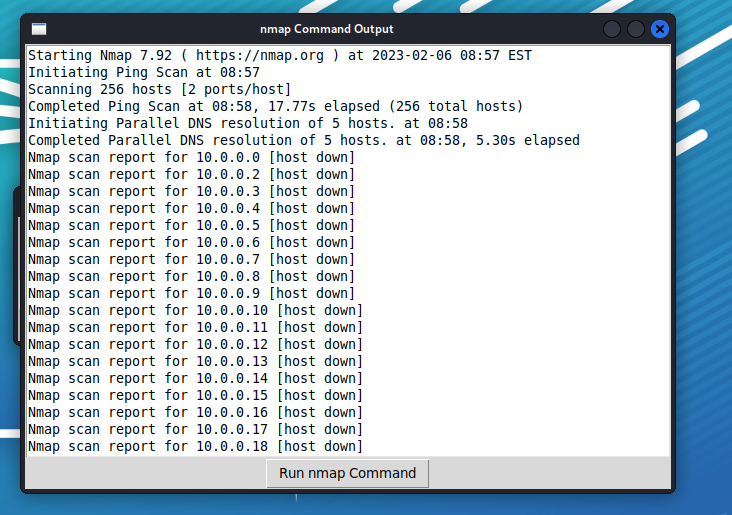 nmap Command Output
Starting Nmap 7.92 ( https://nmap.org ) at 2023-02-06 08:57 EST
Initiating Ping Scan at 08:57
Scanning 256 hosts [2 ports/host]
Completed Ping Scan at 08:58, 17.77s elapsed (256 total hosts)
Initiating Parallel DNS resolution of 5 hosts. at 08:58
Completed Parallel DNS resolution of 5 hosts. at 08:58, 5.30s elapsed
Nmap scan report for 10.0.0.0 [host down]
Nmap scan report for 10.0.0.2 [host down]
Nmap scan report for 10.0.0.3 [host down]
Nmap scan report for 10.0.0.4 [host down]
Nmap scan report for 10.0.0.5 [host down]
Nmap scan report for 10.0.0.6 [host down]
Nmap scan report for 10.0.0.7 [host down]
Nmap scan report for 10.0.0.8 [host down]
Nmap scan report for 10.0.0.9 [host down]
Nmap scan report for 10.0.0.10 [host down]
Nmap scan report for 10.0.0.11 [host down]
Nmap scan report for 10.0.0.12 [host down]
Nmap scan report for 10.0.0.13 [host down]
Nmap scan report for 10.0.0.14 [host down]
Nmap scan report for 10.0.0.15 [host down]
Nmap scan report for 10.0.0.16 [host down]
Nmap scan report for 10.0.0.17 [host down]
Nmap scan report for 10.0.0.18 [host down]
Run nmap Command